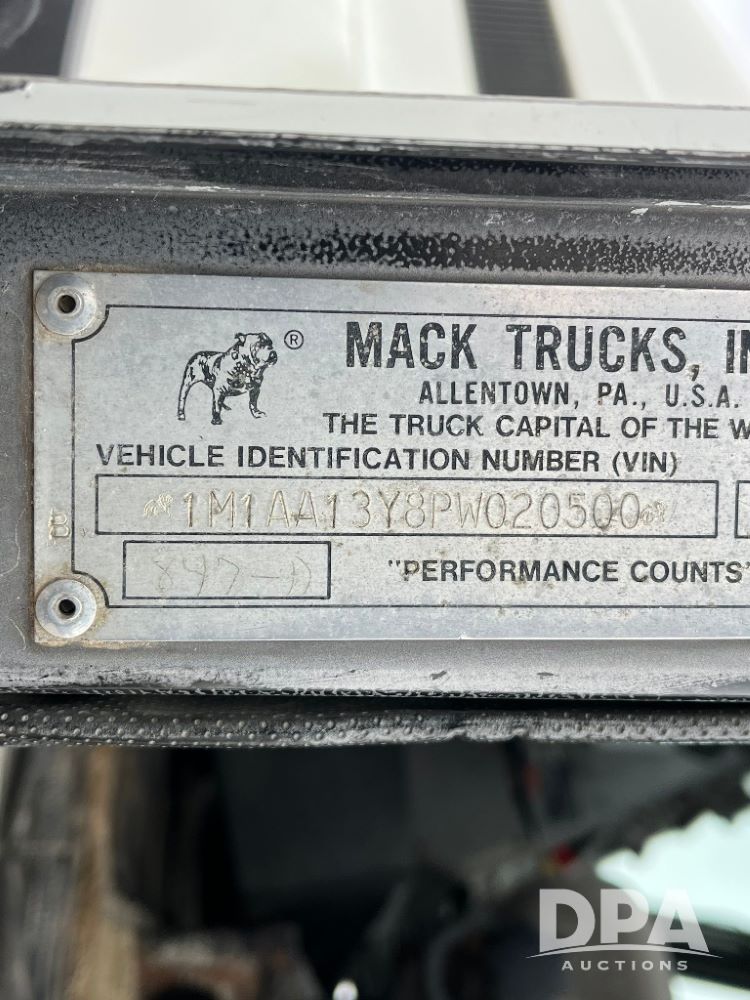 ®
MACK TRUCKS, IN
ALLENTOWN, PA., U.S.A.
THE TRUCK CAPITAL OF THE W
VEHICLE IDENTIFICATION NUMBER (VIN)
1M1AA13Y8PW020500
B
"PERFORMANCE COUNTS"
DPA
AUCTIONS